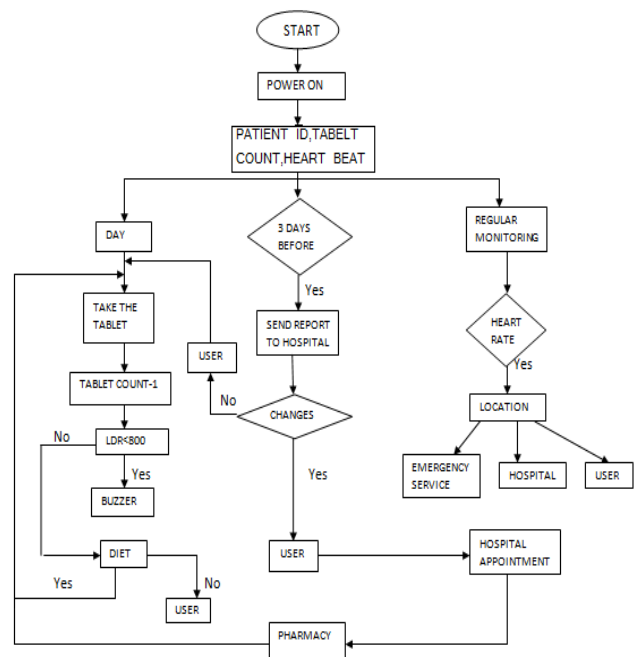 START
POWER ON
PATIENT ID,TABELT
COUNT,HEART BEAT
DAY
3 DAYS
BEFORE
REGULAR
MONITORING
Yes
TAKE THE
TABLET
SEND REPORT
TO HOSPITAL
USER
HEART
RATE
Yes
TABLET COUNT-1
No
CHANGES
LOCATION
No
LDR<800
Yes
BUZZER
Yes
EMERGENCY
SERVICE
HOSPITAL
USER
DIET
Yes
No
USER
USER
HOSPITAL
APPOINTMENT
PHARMACY